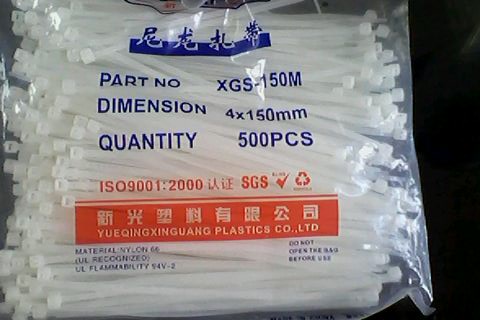 尼龙扎带
PART NO XGS-150M
DIMENSION 4x150mm
QUANTITY 500PCS
ISO9001:2000 认证 SGS
新光塑料有限公司
YUEQINGXINGUANG PLASTICS CO.,LTD
MATERIAL:NYLON 66
(UL RECOGNIZED)
UL FLAMMABILITY 94V-2
DO NOT
OPEN THE BAG
BEFORE USE